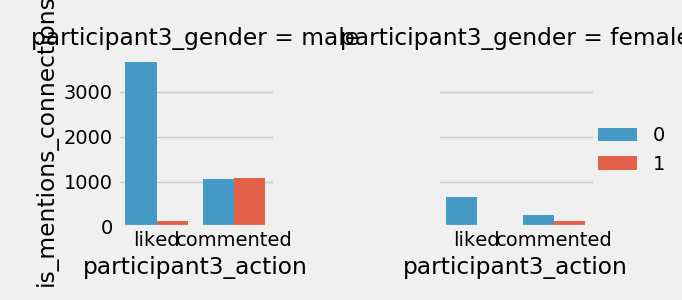 participant3_gender = male
participant3_gender = female
is_mentions_connections
3000
2000
1000
0
0
1
liked
commented
liked
commented
participant3_action
participant3_action